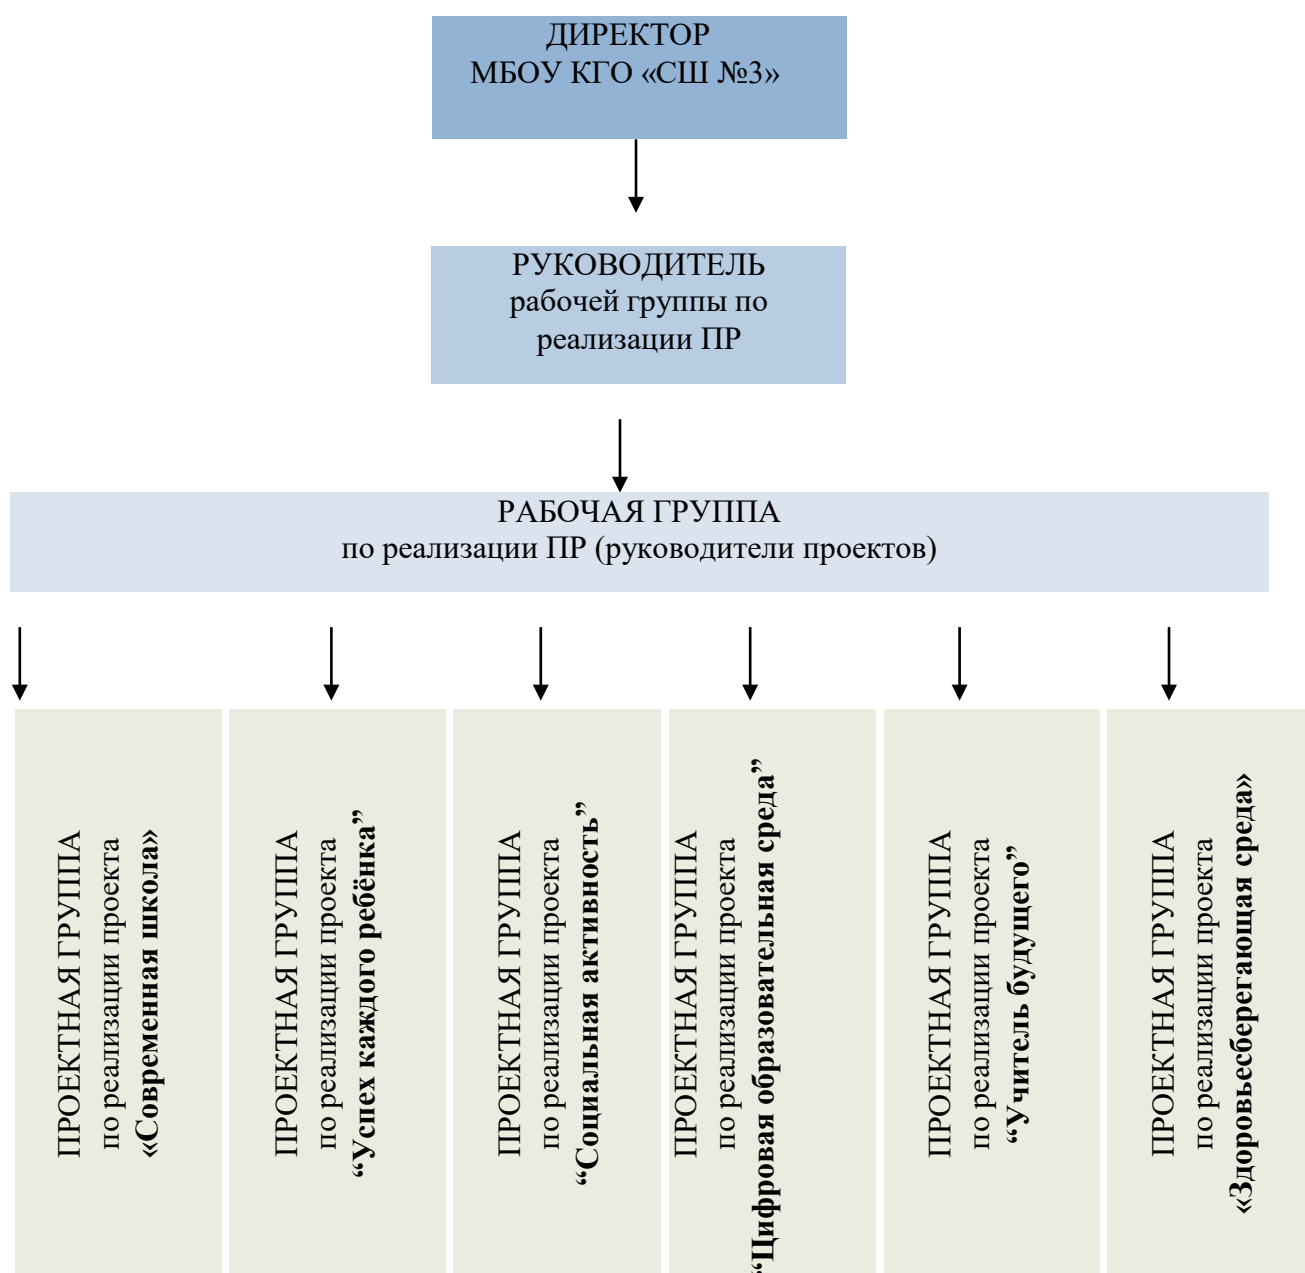 ДИРЕКТОР
МБОУ КГО «СШ №3»
РУКОВОДИТЕЛЬ
рабочей группы по
реализации ПР
РАБОЧАЯ ГРУППА
по реализации ПР (руководители проектов)
ПРОЕКТНАЯ ГРУППА
по реализации проекта
«Современная школа»
ПРОЕКТНАЯ ГРУППА
по реализации проекта
“Успех каждого ребёнка”
ПРОЕКТНАЯ ГРУППА
по реализации проекта
“Социальная активность”
ПРОЕКТНАЯ ГРУППА
по реализации проекта
“Цифровая образовательная среда”
ПРОЕКТНАЯ ГРУППА
по реализации проекта
“Учитель будущего”
ПРОЕКТНАЯ ГРУППА
по реализации проекта
«Здоровьесберегающая среда»